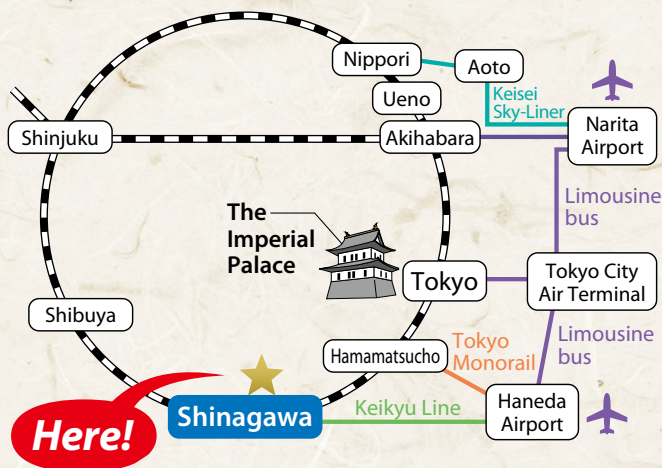 Nippori
Aoto
Ueno
Keisei
Sky-Liner
Shinjuku
Akihabara
Narita
Airport
The
Imperial
Palace
Limousine
bus
Tokyo
Tokyo City
Air Terminal
Shibuya
Hamamatsucho
Tokyo
Monorail
Limousine
bus
Here!
Shinagawa
Keikyu Line
Haneda
Airport